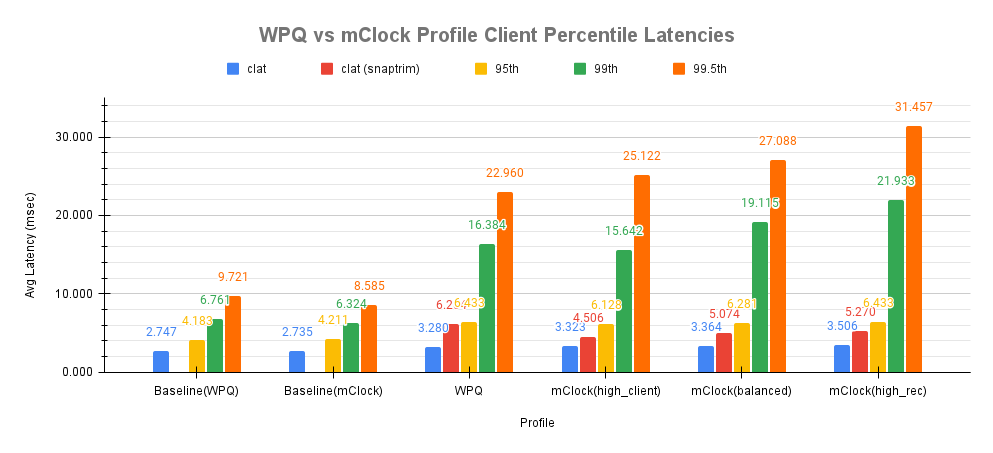 WPQ vs mClock Profile Client Percentile Latencies
clat clat (snaptrim) 95th 99th 99.5th
Avg Latency (msec)
30.000
20.000
10.000
0.000
2.747 4.183 6.761 9.721
2.735 4.211 6.324 8.585
3.280 6.433 16.384 22.960
3.323 4.506 6.128 15.642 25.122
3.364 5.074 6.281 19.115 27.088
3.506 5.270 6.433 21.933 31.457
Baseline(WPQ) Baseline(mClock) WPQ mClock(high_client) mClock(balanced) mClock(high_rec)
Profile